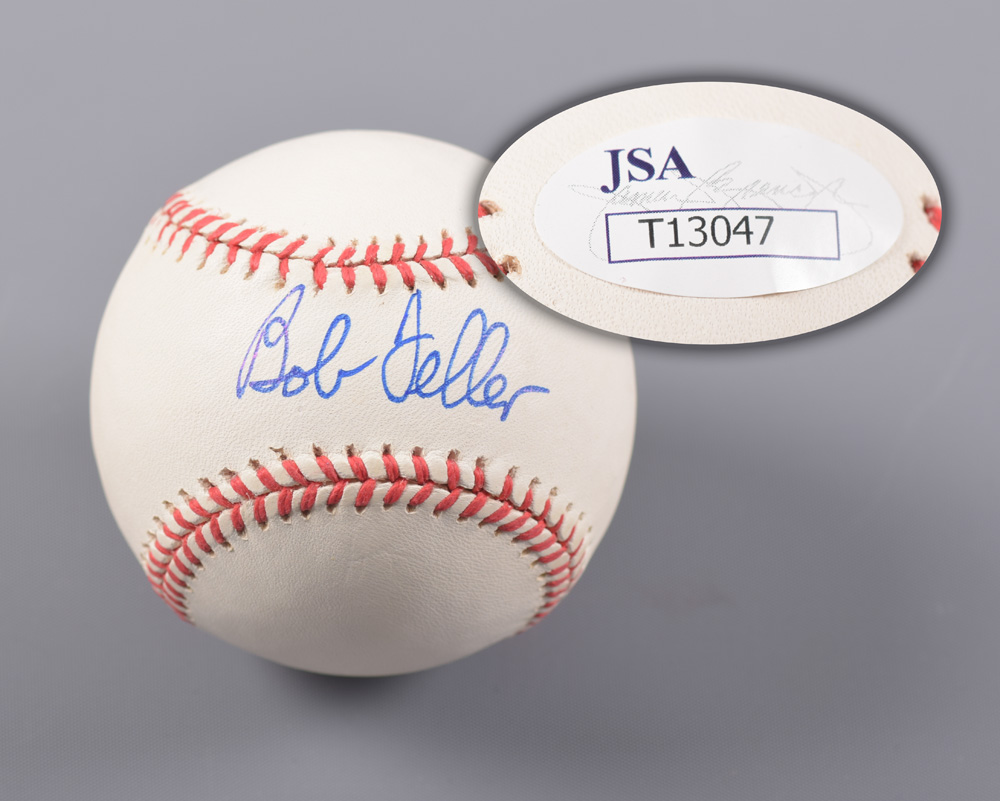 Bob Feller
JSA
T13047